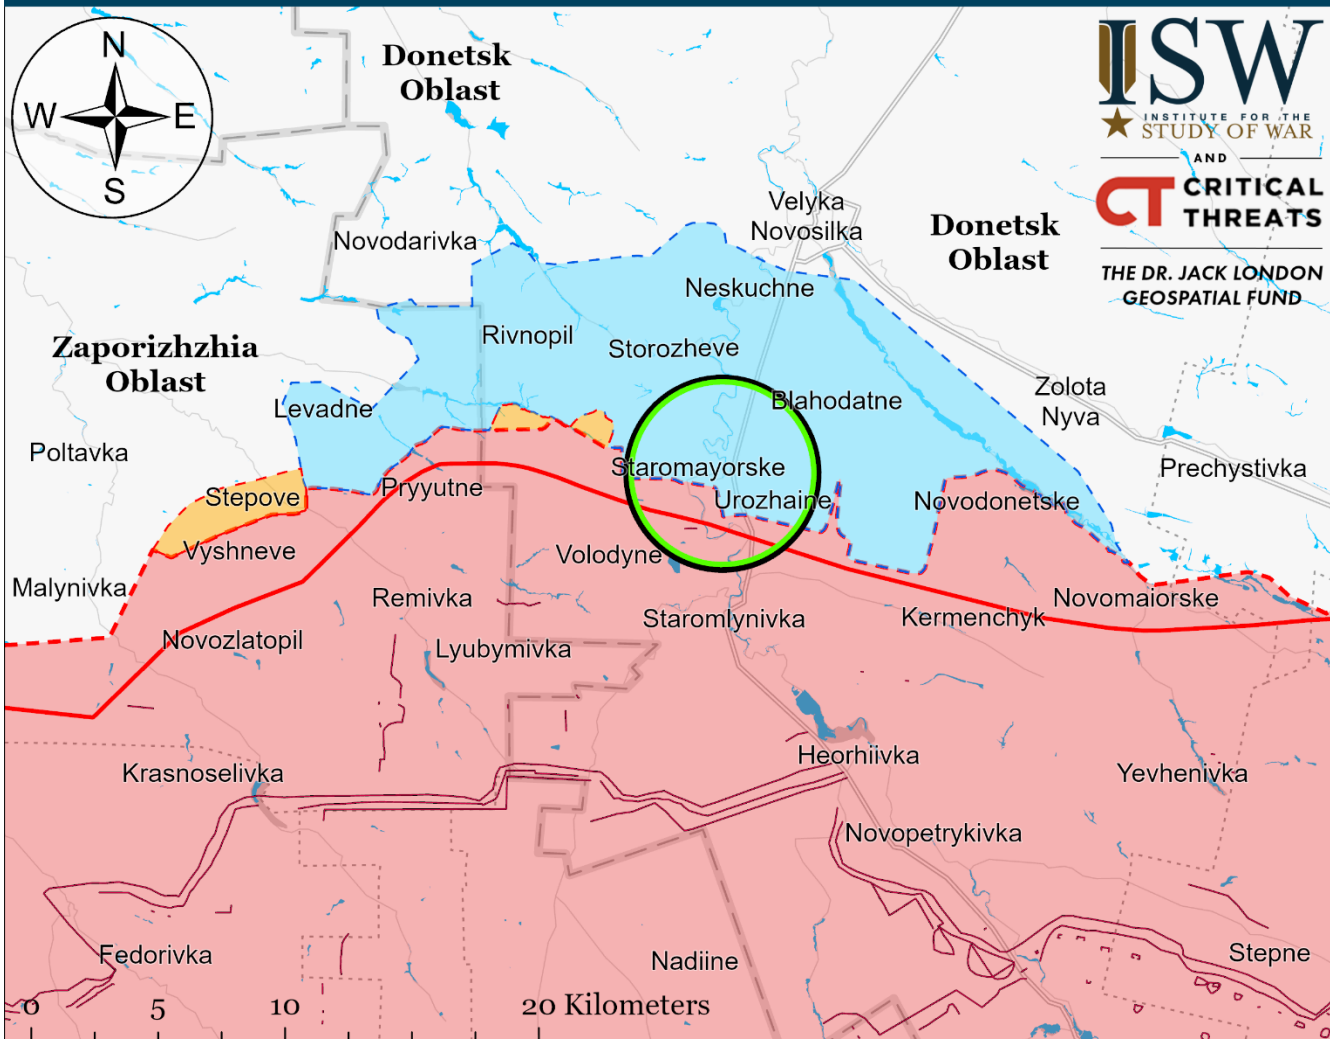 N
W
E
S
Donetsk
Oblast
ISW
INSTITUTE FOR THE
STUDY OF WAR
AND
CT CRITICAL
THREATS
THE DR. JACK LONDON
GEOSPATIAL FUND
Velyka
Novosilka
Donetsk
Oblast
Novodarivka
Neskuchne
Rivnopil
Storozheve
Zaporizhzhia
Oblast
Levadne
Blahodatne
Zolota
Nyva
Poltavka
Staromayorske
Prechystivka
Stepove
Pryyutne
Urozhaine
Novodonetske
Vyshneve
Volodyne
Malynivka
Remivka
Novomaiorske
Staromlynivka
Kermenchyk
Novozlatopil
Lyubymivka
Heorhiivka
Krasnoselivka
Yevhenivka
Novopetrykivka
Fedorivka
Nadiine
Stepne
0 5 10 20 Kilometers